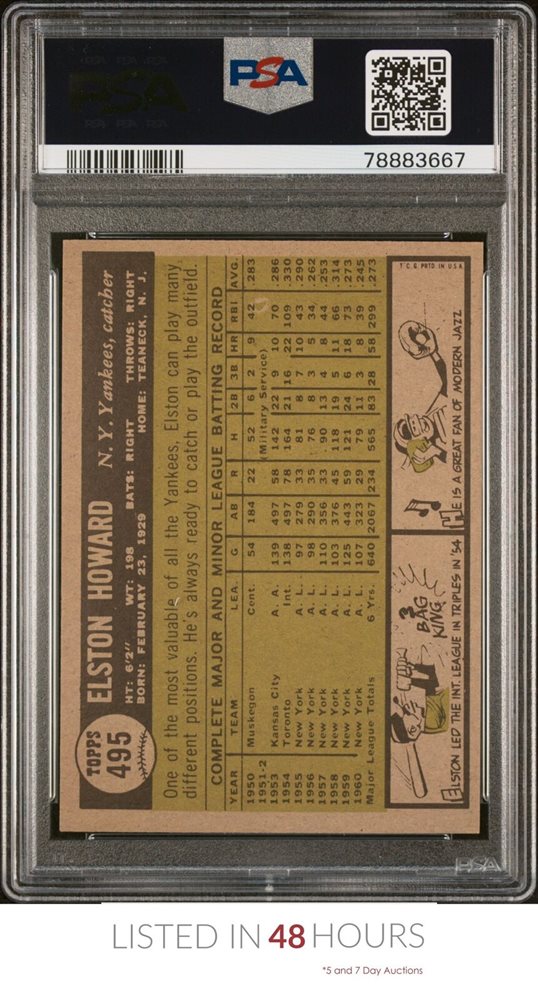 PSA
78883667
TOPPS
495
ELSTON HOWARD N. Y. Yankees, catcher
HT: 6'2" WT: 198 BATS: RIGHT THROWS: RIGHT
BORN: FEBRUARY 23, 1929 HOME: TEANECK, N. J.
One of the most valuable of all the Yankees, Elston can play many
different positions. He's always ready to catch or play the outfield.
COMPLETE MAJOR AND MINOR LEAGUE BATTING RECORD
YEAR TEAM LEA. G AB R H 2B 3B HR RBI AVG.
1950 Muskegon Cent. 54 184 22 52 6 2 9 42 .283
1951-2 (Military Service)
1953 Kansas City A. A. 139 497 58 142 22 9 10 70 .286
1954 Toronto Int. 138 497 78 164 21 16 22 109 .330
1955 New York A. L. 97 279 33 81 8 7 10 43 .290
1956 New York A. L. 98 290 35 76 8 3 5 34 .262
1957 New York A. L. 110 356 33 90 13 4 8 44 .253
1958 New York A. L. 103 376 45 118 19 5 11 66 .314
1959 New York A. L. 125 443 59 121 24 6 18 73 .273
1960 New York A. L. 107 323 29 79 11 3 8 39 .245
Major League Totals 6 Yrs. 640 2067 234 565 83 28 58 299 .273
3
BAG
KING
ELSTON LED THE INT. LEAGUE IN TRIPLES IN '54
HE IS A GREAT FAN OF MODERN JAZZ
T. C. G. PRTD. IN U.S.A.
PSA
LISTED IN 48 HOURS
*5 and 7 Day Auctions